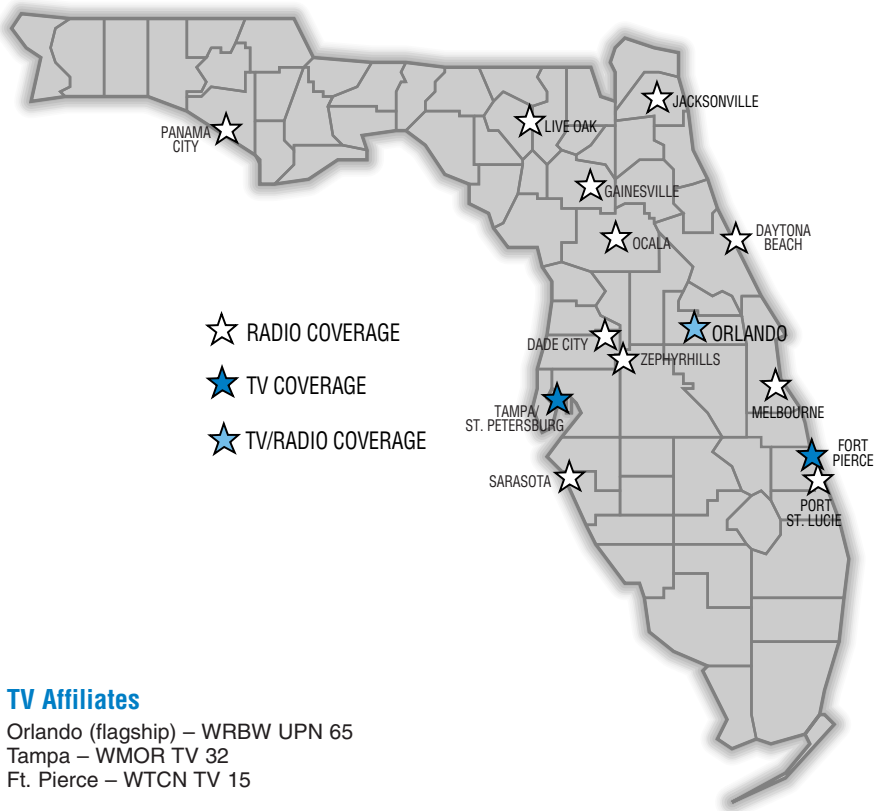 JACKSONVILLE
PANAMA
CITY
LIVE OAK
GAINESVILLE
DAYTONA
BEACH
OCALA
RADIO COVERAGE
ORLANDO
DADE CITY
ZEPHYRHILLS
TV COVERAGE
TAMPA/
ST. PETERSBURG
MELBOURNE
TV/RADIO COVERAGE
FORT
PIERCE
SARASOTA
PORT
ST. LUCIE
TV Affiliates
Orlando (flagship) – WRBW UPN 65
Tampa – WMOR TV 32
Ft. Pierce – WTCN TV 15